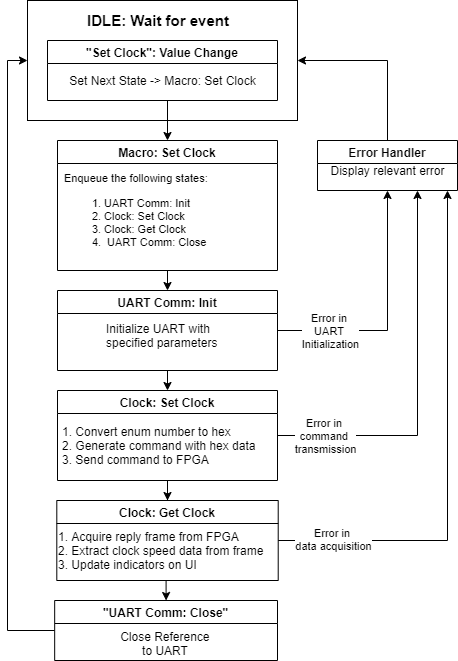 IDLE: Wait for event
"Set Clock": Value Change
Set Next State -> Macro: Set Clock
Macro: Set Clock
Enqueue the following states:
1. UART Comm: Init
2. Clock: Set Clock
3. Clock: Get Clock
4. UART Comm: Close
Error Handler
Display relevant error
UART Comm: Init
Initialize UART with
specified parameters
Error in
UART
Initialization
Clock: Set Clock
1. Convert enum number to hex
2. Generate command with hex data
3. Send command to FPGA
Error in
command
transmission
Clock: Get Clock
1. Acquire reply frame from FPGA
2. Extract clock speed data from frame
3. Update indicators on UI
Error in
data acquisition
"UART Comm: Close"
Close Reference
to UART